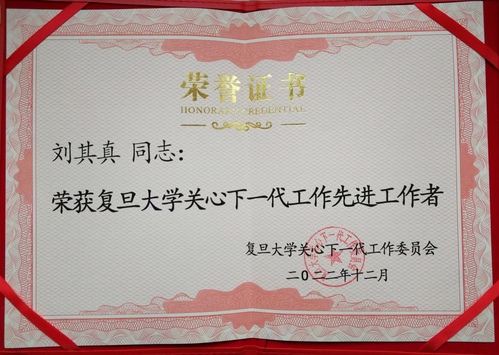 荣誉证书
HONORARY CREDENTIAL
刘其真 同志：
荣获复旦大学关心下一代工作先进工作者
复旦大学关心下一代工作委员会
二〇二二年十二月